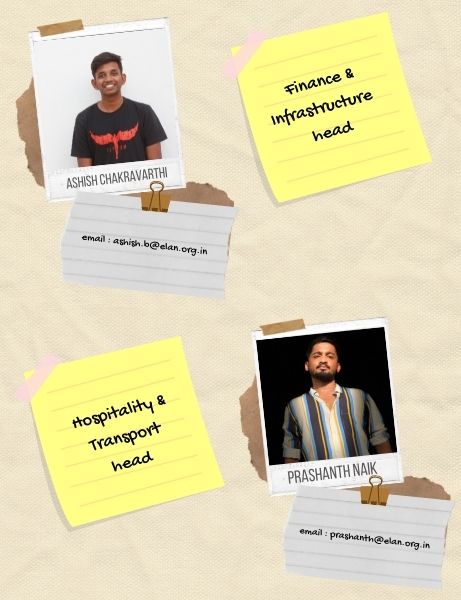 Finance &
Infrastructure
head
ASHISH CHAKRAVARTHI
email : ashish.b@elan.org.in
Hospitality &
Transport
head
PRASHANTH NAIK
email : prashanth@elan.org.in